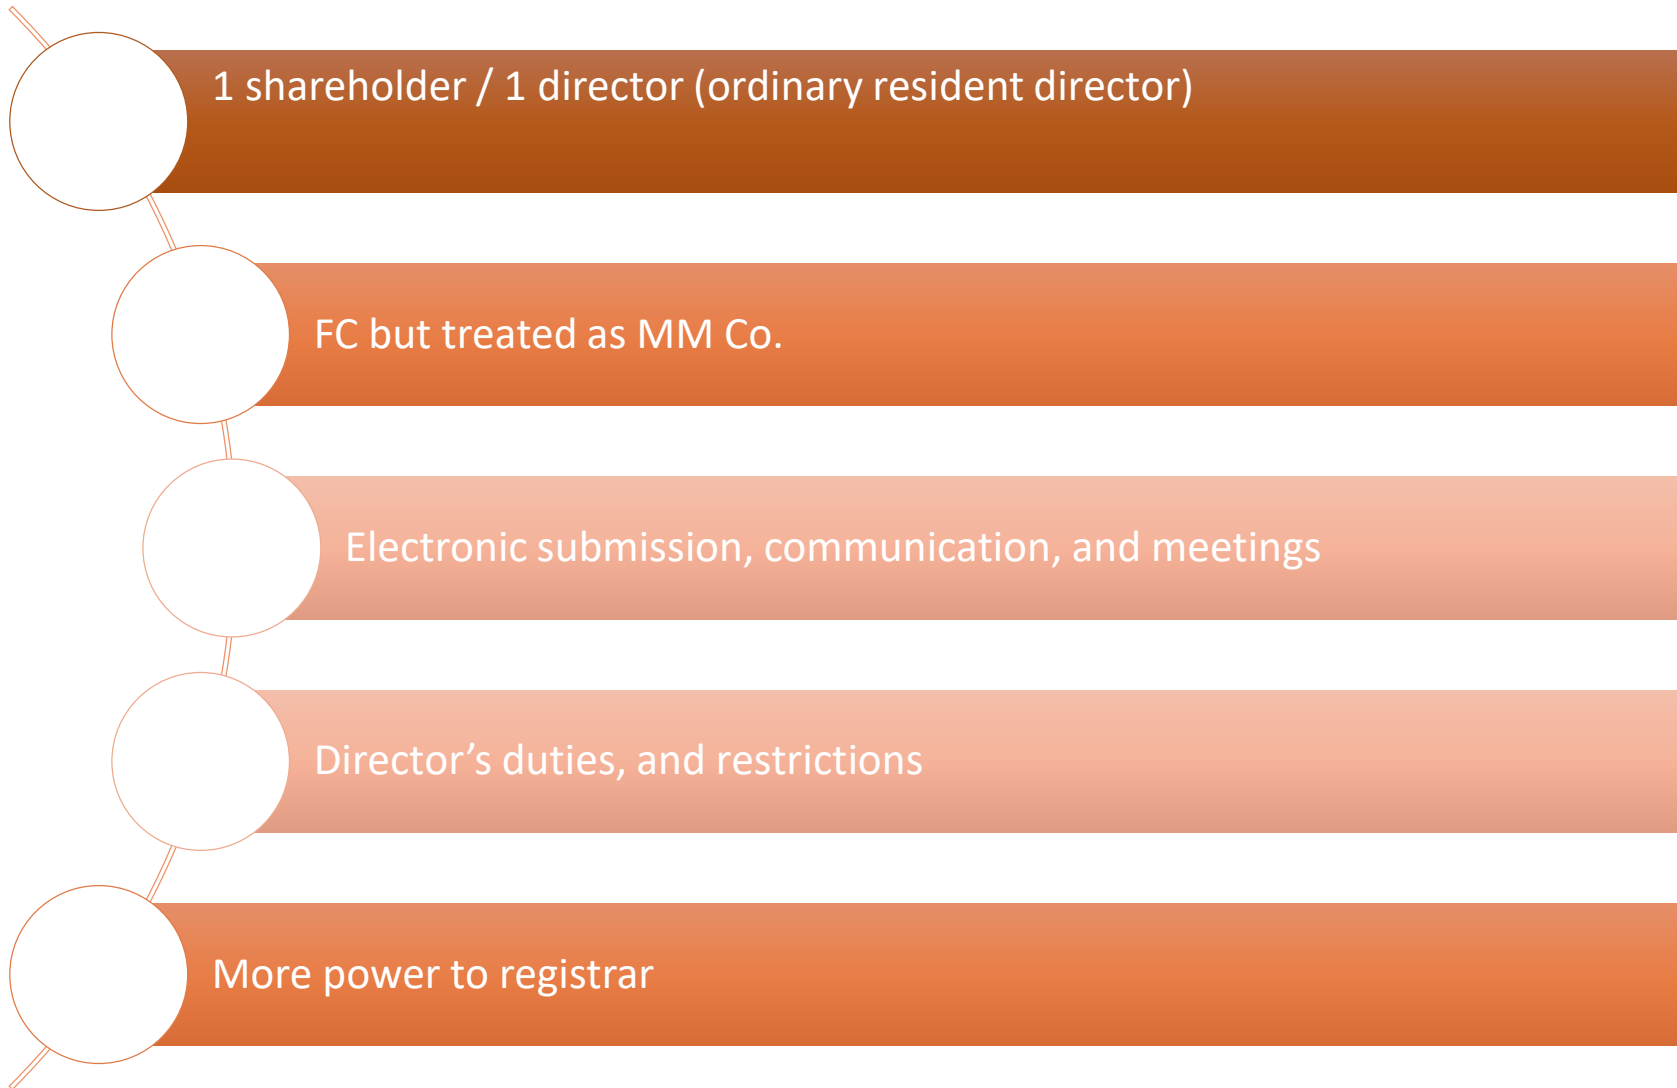 1 shareholder / 1 director (ordinary resident director)
FC but treated as MM Co.
Electronic submission, communication, and meetings
Director’s duties, and restrictions
More power to registrar